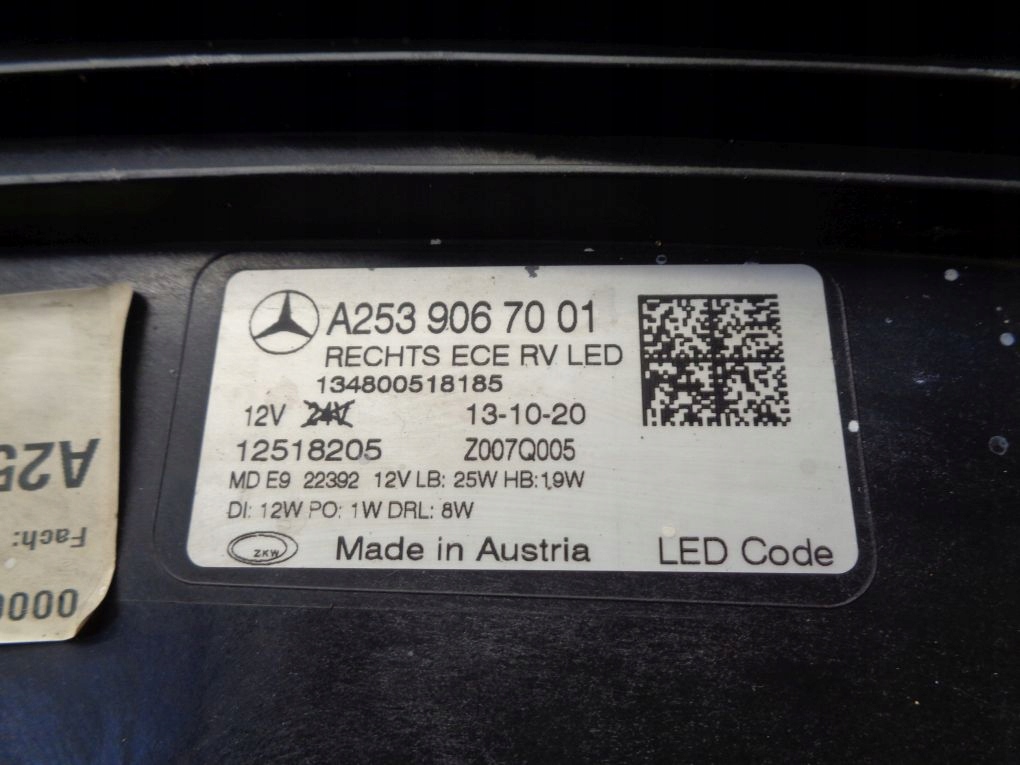 A253 906 70 01
RECHTS ECE RV LED
134800518185
12V 24V 13-10-20
12518205 Z007Q005
MD E9 22392 12V LB: 25W HB: 1,9W
DI: 12W PO: 1W DRL: 8W
ZKW Made in Austria LED Code
Fach: